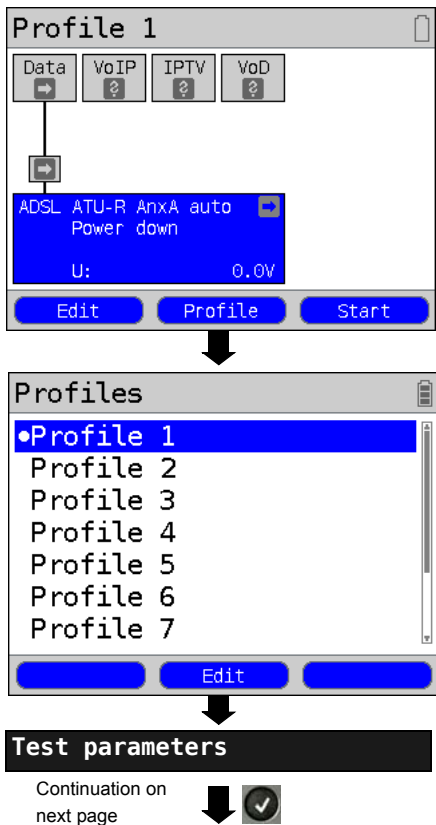 Profile 1
Data VoIP IPTV VoD
? ? ?
ADSL ATU-R AnxA auto
Power down
U: 0.0V
Edit Profile Start
Profiles
•Profile 1
Profile 2
Profile 3
Profile 4
Profile 5
Profile 6
Profile 7
Edit
Test parameters
Continuation on
next page